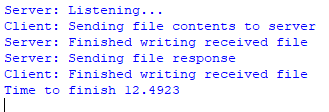 Server: Listening...
Client: Sending file contents to server
Server: Finished writing received file
Server: Sending file response
Client: Finished writing received file
Time to finish 12.4923